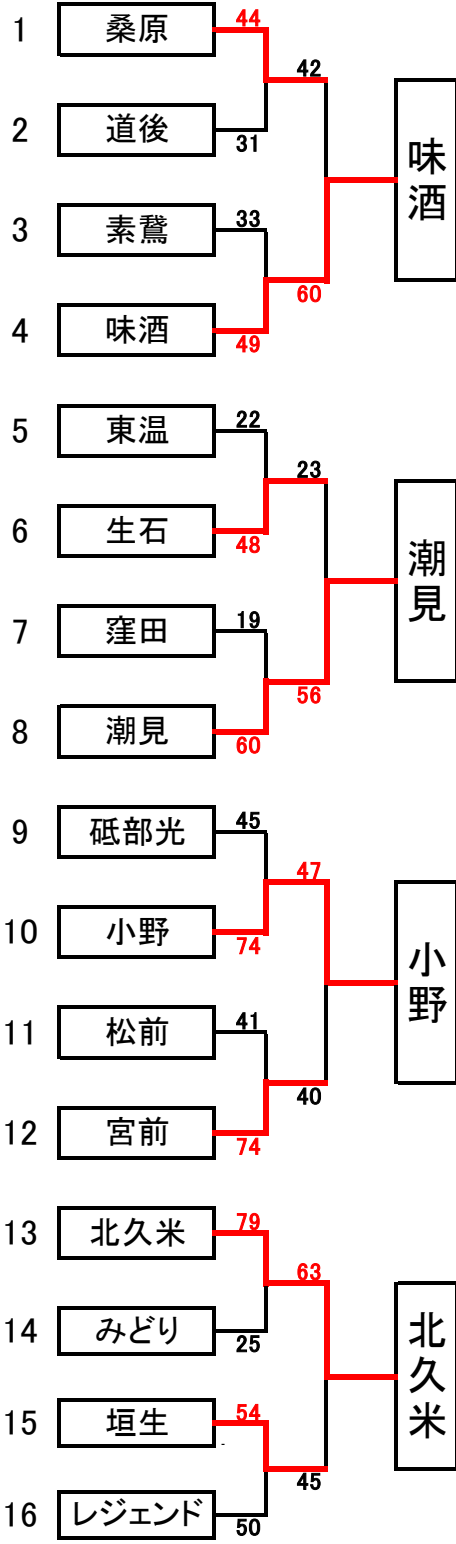 1 桑原 44
42
2 道後 31
味酒
3 素鵞 33
60
4 味酒 49
5 東温 22
23
6 生石 48
潮見
7 窪田 19
56
8 潮見 60
9 砥部光 45
47
10 小野 74
小野
11 松前 41
40
12 宮前 74
13 北久米 79
63
14 みどり 25
北久米
15 垣生 54
45
16 レジェンド 50